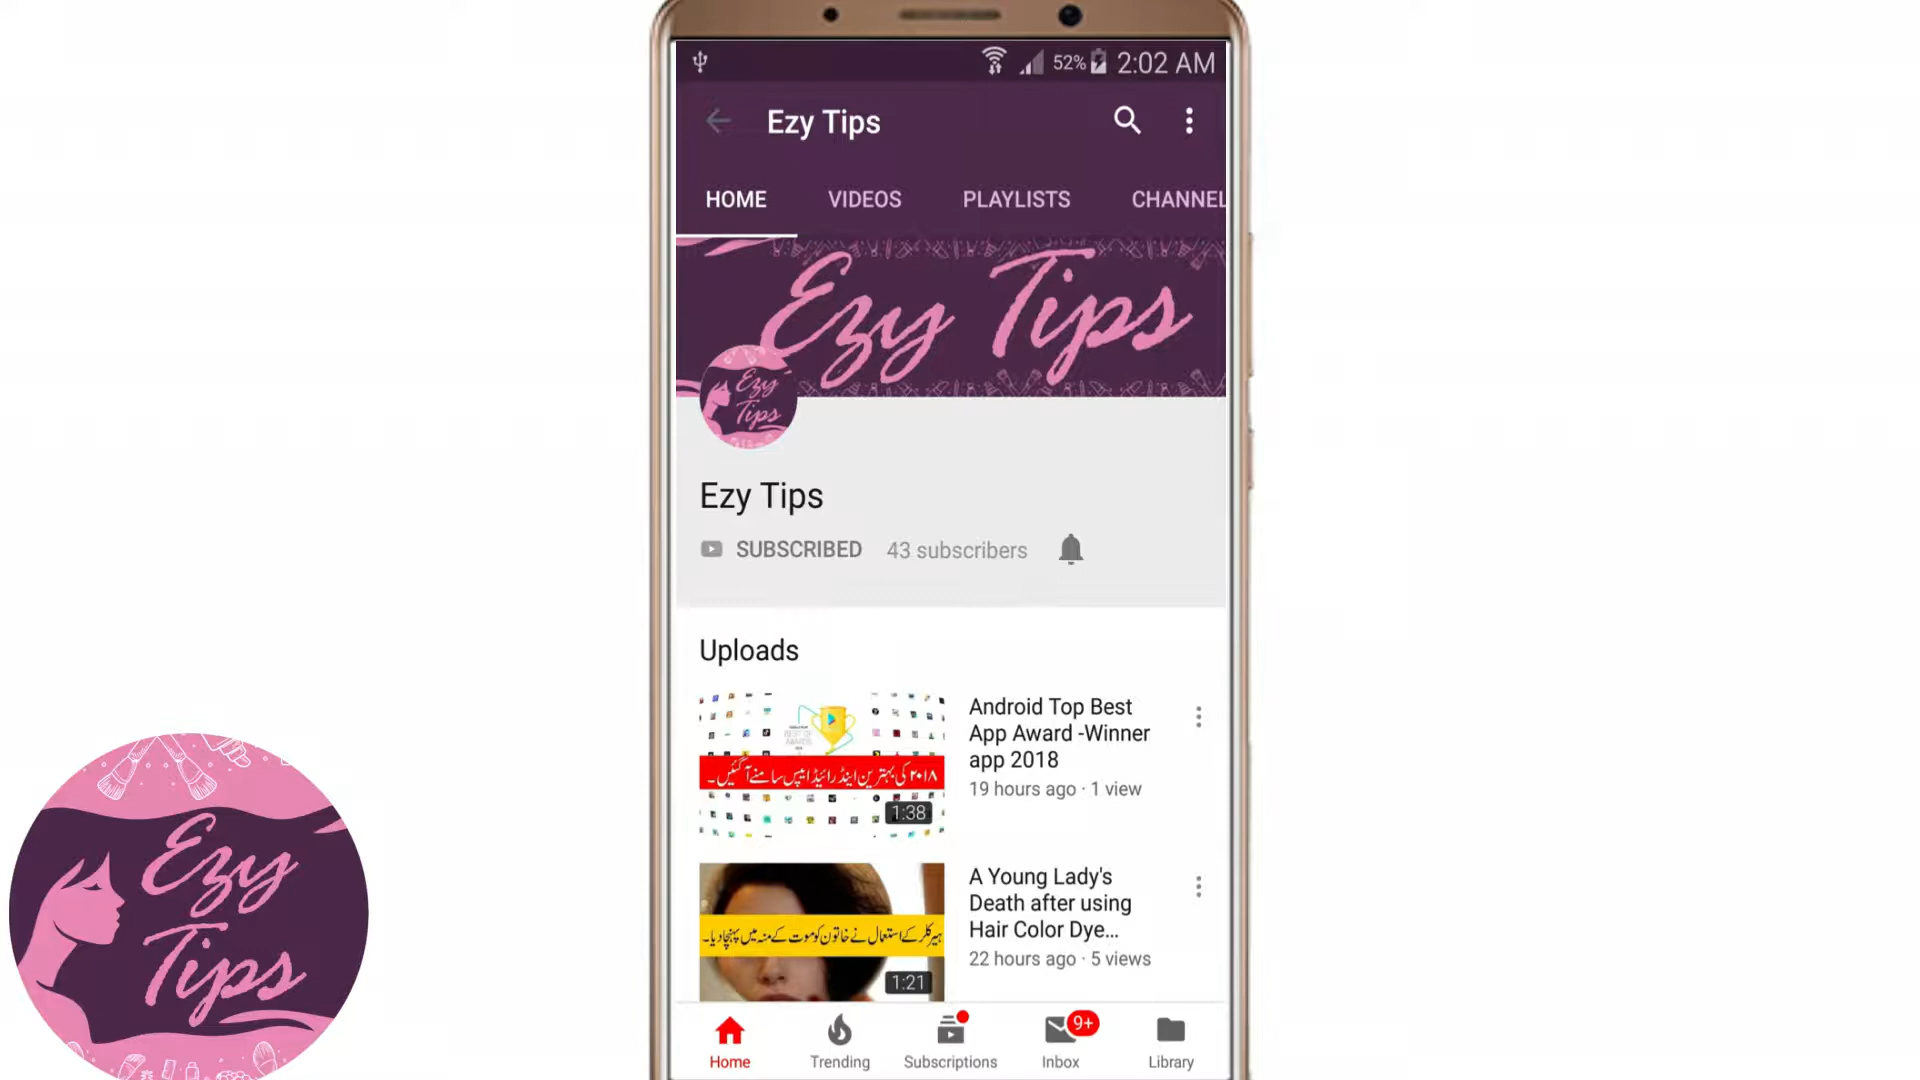 52% 2:02 AM
Ezy Tips
HOME VIDEOS PLAYLISTS CHANNEL
Ezy Tips
Ezy
Tips
Ezy Tips
SUBSCRIBED 43 subscribers
Uploads
۲۰۱۸ کی بہترین اینڈرائیڈ ایپس سامنے آگئیں۔
1:38
Android Top Best
App Award -Winner
app 2018
19 hours ago · 1 view
ہیر کلر کے استعمال نے خاتون کو موت کے منہ میں پہنچا دیا۔
1:21
A Young Lady's
Death after using
Hair Color Dye...
22 hours ago · 5 views
9+
Home Trending Subscriptions Inbox Library
Ezy
Tips